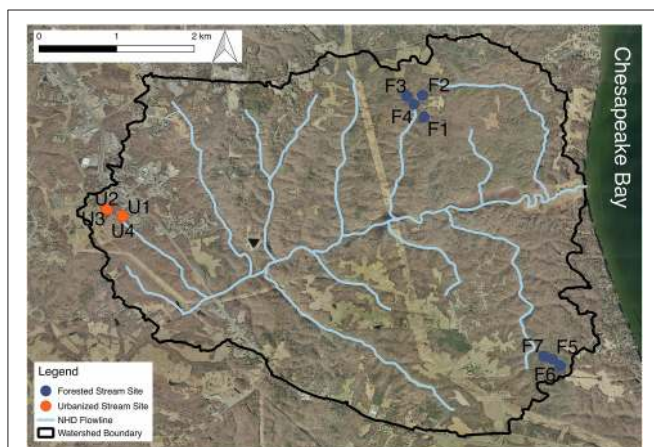 0 1 2 km
Chesapeake Bay
F3 F2
F4
F1
U2
U1
U3
U4
F7 F5
F6
Legend
Forested Stream Site
Urbanized Stream Site
NHD Flowline
Watershed Boundary